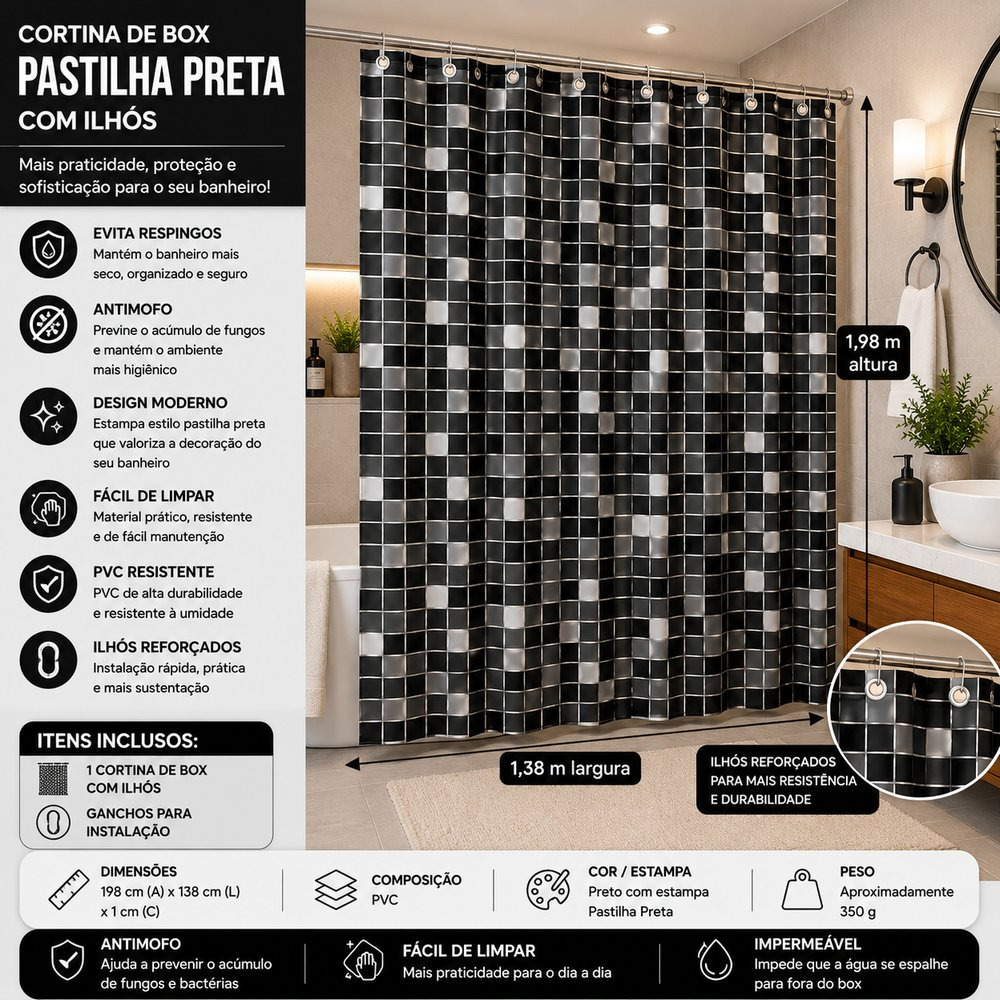 CORTINA DE BOX
PASTILHA PRETA
COM ILHÓS
Mais praticidade, proteção e
sofisticação para o seu banheiro!
EVITA RESPINGOS
Mantém o banheiro mais
seco, organizado e seguro
ANTIMOFO
Previne o acúmulo de fungos
e mantém o ambiente
mais higiênico
DESIGN MODERNO
Estampa estilo pastilha preta
que valoriza a decoração do
seu banheiro
FÁCIL DE LIMPAR
Material prático, resistente
e de fácil manutenção
PVC RESISTENTE
PVC de alta durabilidade
e resistente à umidade
ILHÓS REFORÇADOS
Instalação rápida, prática
e mais sustentação
ITENS INCLUSOS:
1 CORTINA DE BOX
COM ILHÓS
GANCHOS PARA
INSTALAÇÃO
1,98 m
altura
1,38 m largura
ILHÓS REFORÇADOS
PARA MAIS RESISTÊNCIA
E DURABILIDADE
DIMENSÕES
198 cm (A) x 138 cm (L)
x 1 cm (C)
COMPOSIÇÃO
PVC
COR / ESTAMPA
Preto com estampa
Pastilha Preta
PESO
Aproximadamente
350 g
ANTIMOFO
Ajuda a prevenir o acúmulo
de fungos e bactérias
FÁCIL DE LIMPAR
Mais praticidade para o dia a dia
IMPERMEÁVEL
Impede que a água se espalhe
para fora do box